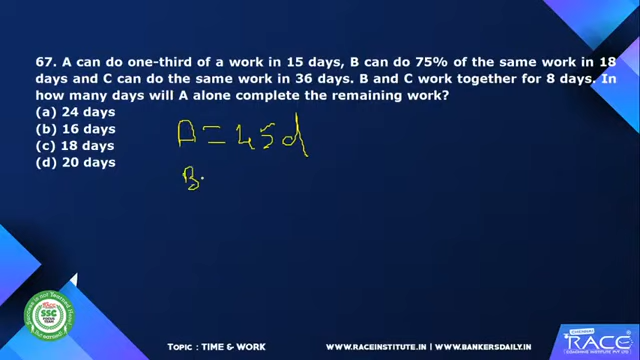 67. A can do one-third of a work in 15 days, B can do 75% of the same work in 18
days and C can do the same work in 36 days. B and C work together for 8 days. In
how many days will A alone complete the remaining work?
(a) 24 days
(b) 16 days
(c) 18 days
(d) 20 days
A = 45d
B
SSC
TOPIC : TIME & WORK
WWW.RACEINSTITUTE.IN | WWW.BANKERSDAILY.IN
CHENNAI
RACE